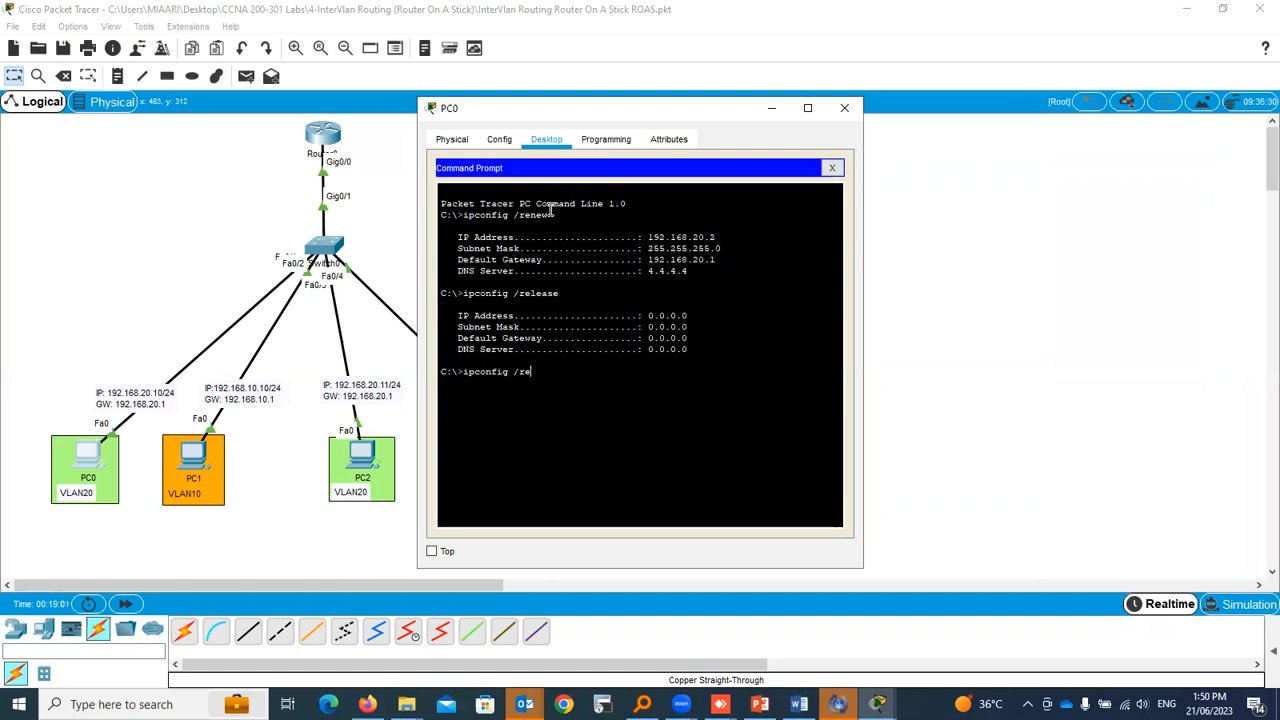 Cisco Packet Tracer - C:\Users\MIAARI\Desktop\CCNA 200-301 Labs\4-InterVlan Routing (Router On A Stick)\InterVlan Routing Router On A Stick ROAS.pkt
File Edit Options View Tools Extensions Help
Logical Physical x: 483, y: 312 [Root] 09:36:30
PC0
Physical Config Desktop Programming Attributes
Command Prompt X
Packet Tracer PC Command Line 1.0
C:\>ipconfig /renew
IP Address......................: 192.168.20.2
Subnet Mask.....................: 255.255.255.0
Default Gateway.................: 192.168.20.1
DNS Server......................: 4.4.4.4
C:\>ipconfig /release
IP Address......................: 0.0.0.0
Subnet Mask.....................: 0.0.0.0
Default Gateway.................: 0.0.0.0
DNS Server......................: 0.0.0.0
C:\>ipconfig /re
Top
Gig0/0
Gig0/1
Fa0/2 Switch0
Fa0/4
IP: 192.168.20.10/24
GW: 192.168.20.1
IP:192.168.10.10/24
GW: 192.168.10.1
IP: 192.168.20.11/24
GW: 192.168.20.1
Fa0 Fa0 Fa0
PC0 PC1 PC2
VLAN20 VLAN10 VLAN20
Time: 00:19:01 Realtime Simulation
Copper Straight-Through
Type here to search
36°C ENG
1:50 PM
21/06/2023
14